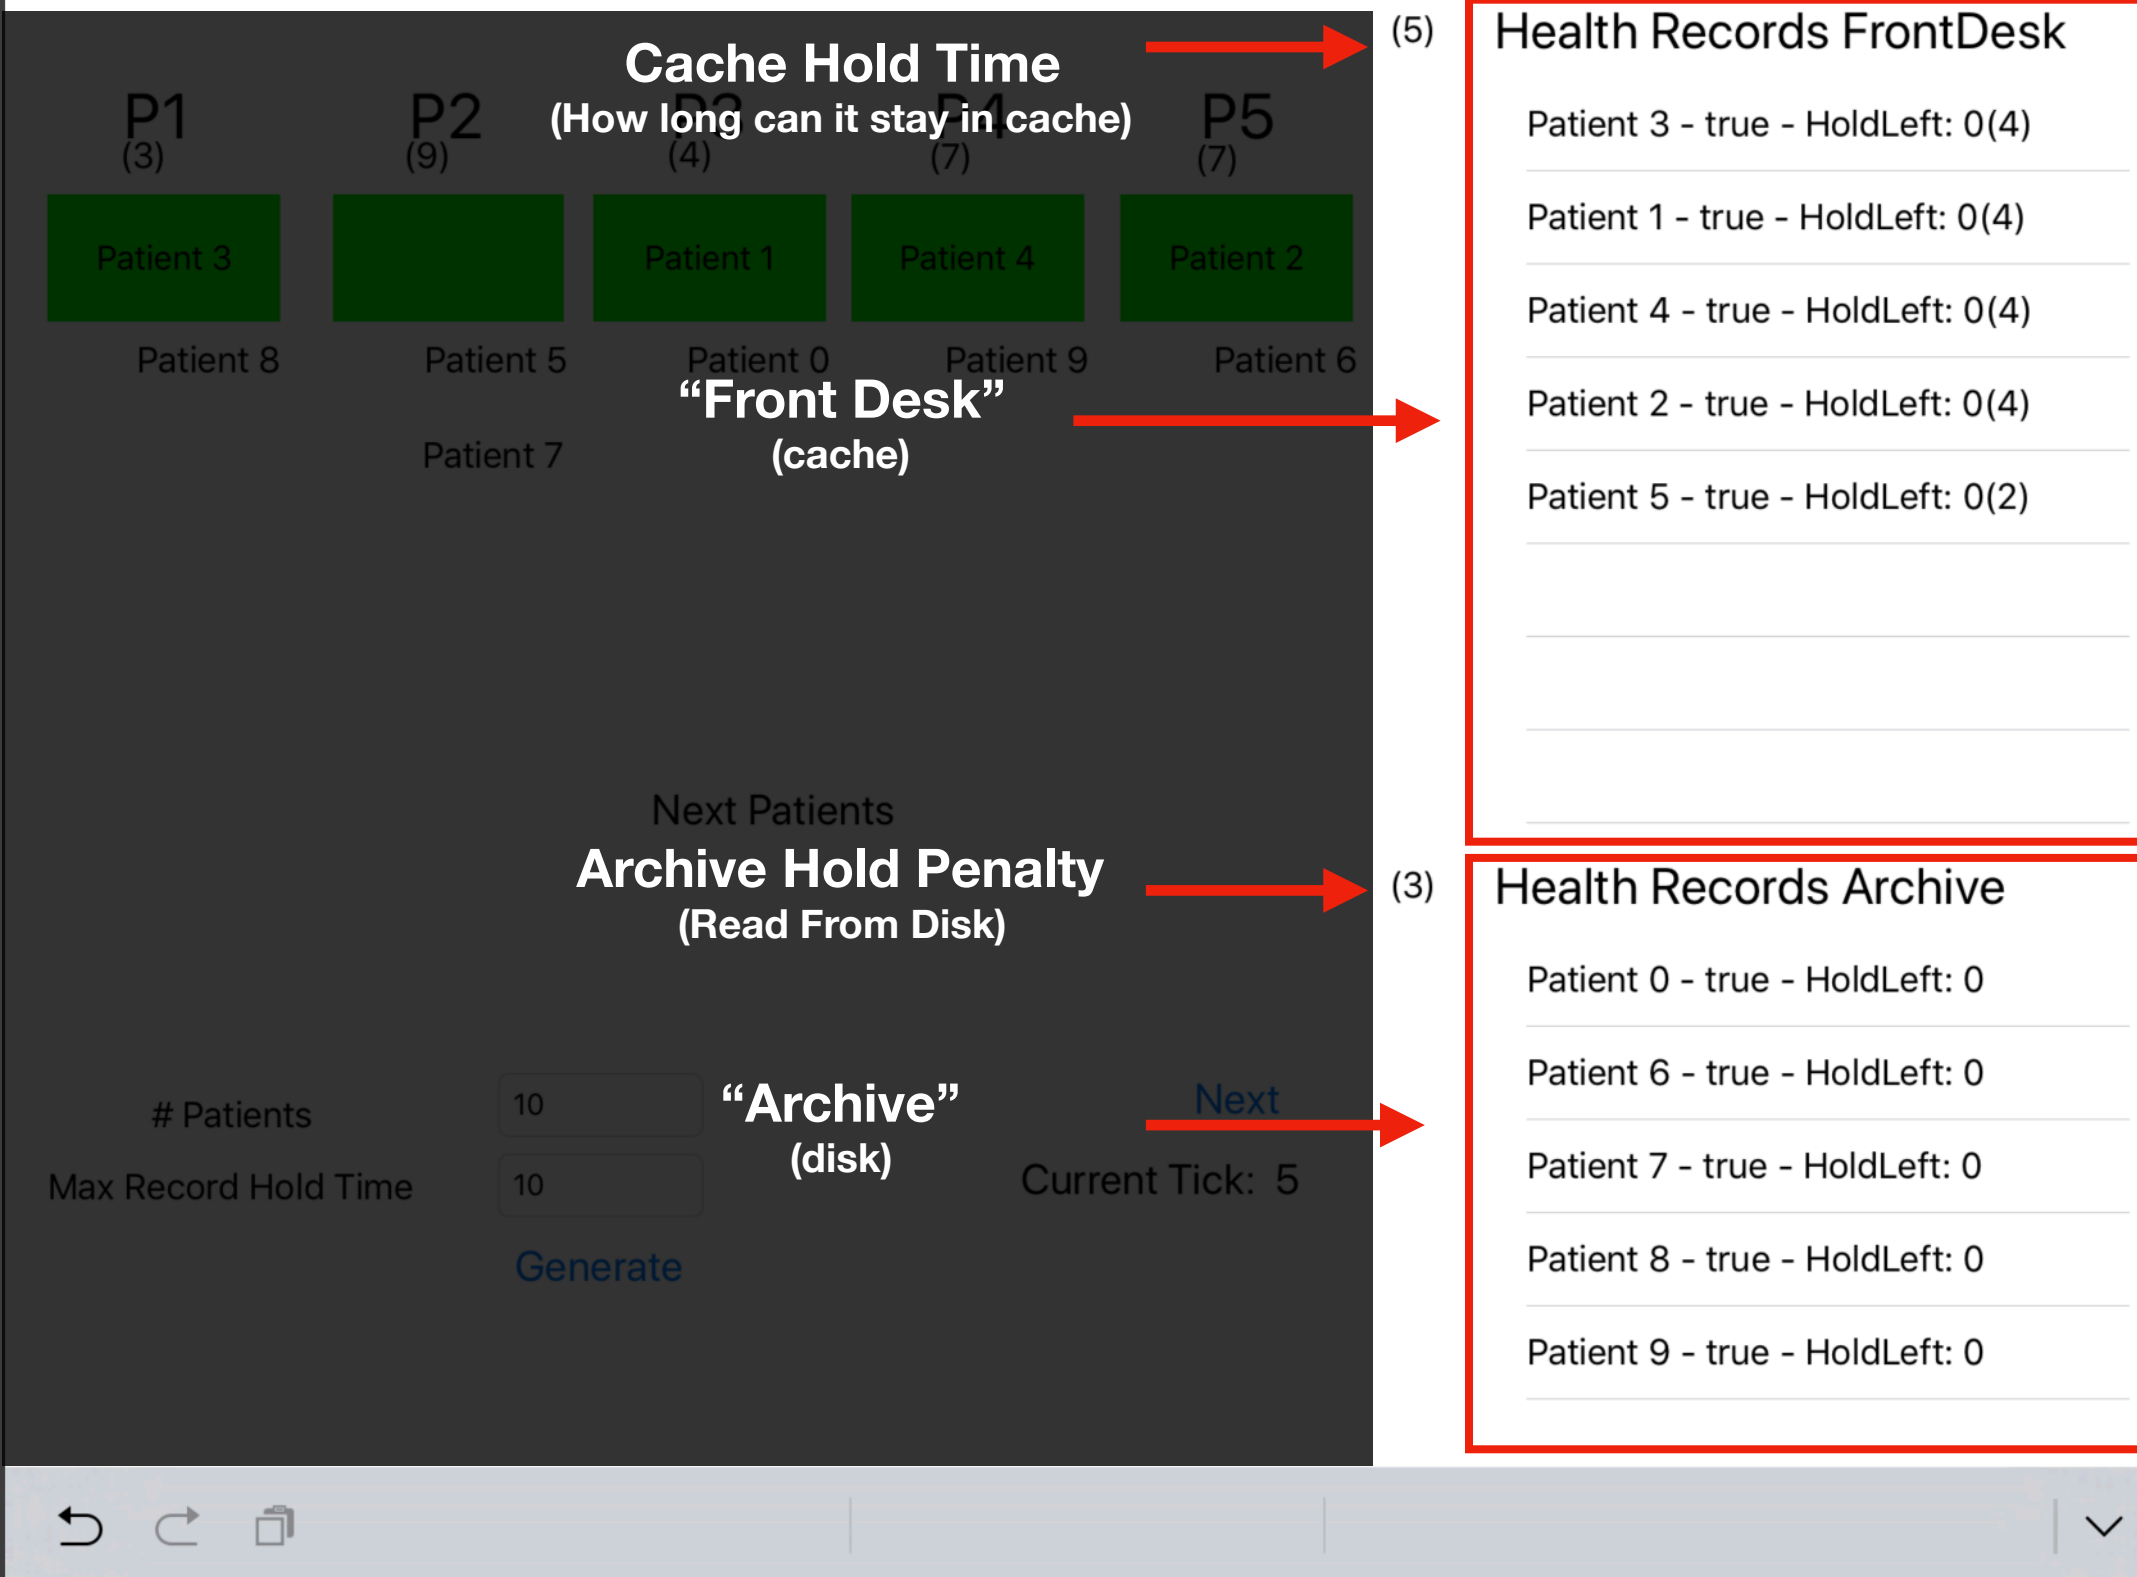 Cache Hold Time
(How long can it stay in cache)
P1
P2
P3
P4
P5
(3)
(9)
(4)
(7)
(7)
Patient 3
Patient 1
Patient 4
Patient 2
Patient 8
Patient 5
Patient 0
Patient 9
Patient 6
“Front Desk”
(cache)
Patient 7
Next Patients
Archive Hold Penalty
(Read From Disk)
# Patients
10
“Archive”
(disk)
Next
Max Record Hold Time
10
Current Tick: 5
Generate
(5)
Health Records FrontDesk
Patient 3 - true - HoldLeft: 0(4)
Patient 1 - true - HoldLeft: 0(4)
Patient 4 - true - HoldLeft: 0(4)
Patient 2 - true - HoldLeft: 0(4)
Patient 5 - true - HoldLeft: 0(2)
(3)
Health Records Archive
Patient 0 - true - HoldLeft: 0
Patient 6 - true - HoldLeft: 0
Patient 7 - true - HoldLeft: 0
Patient 8 - true - HoldLeft: 0
Patient 9 - true - HoldLeft: 0